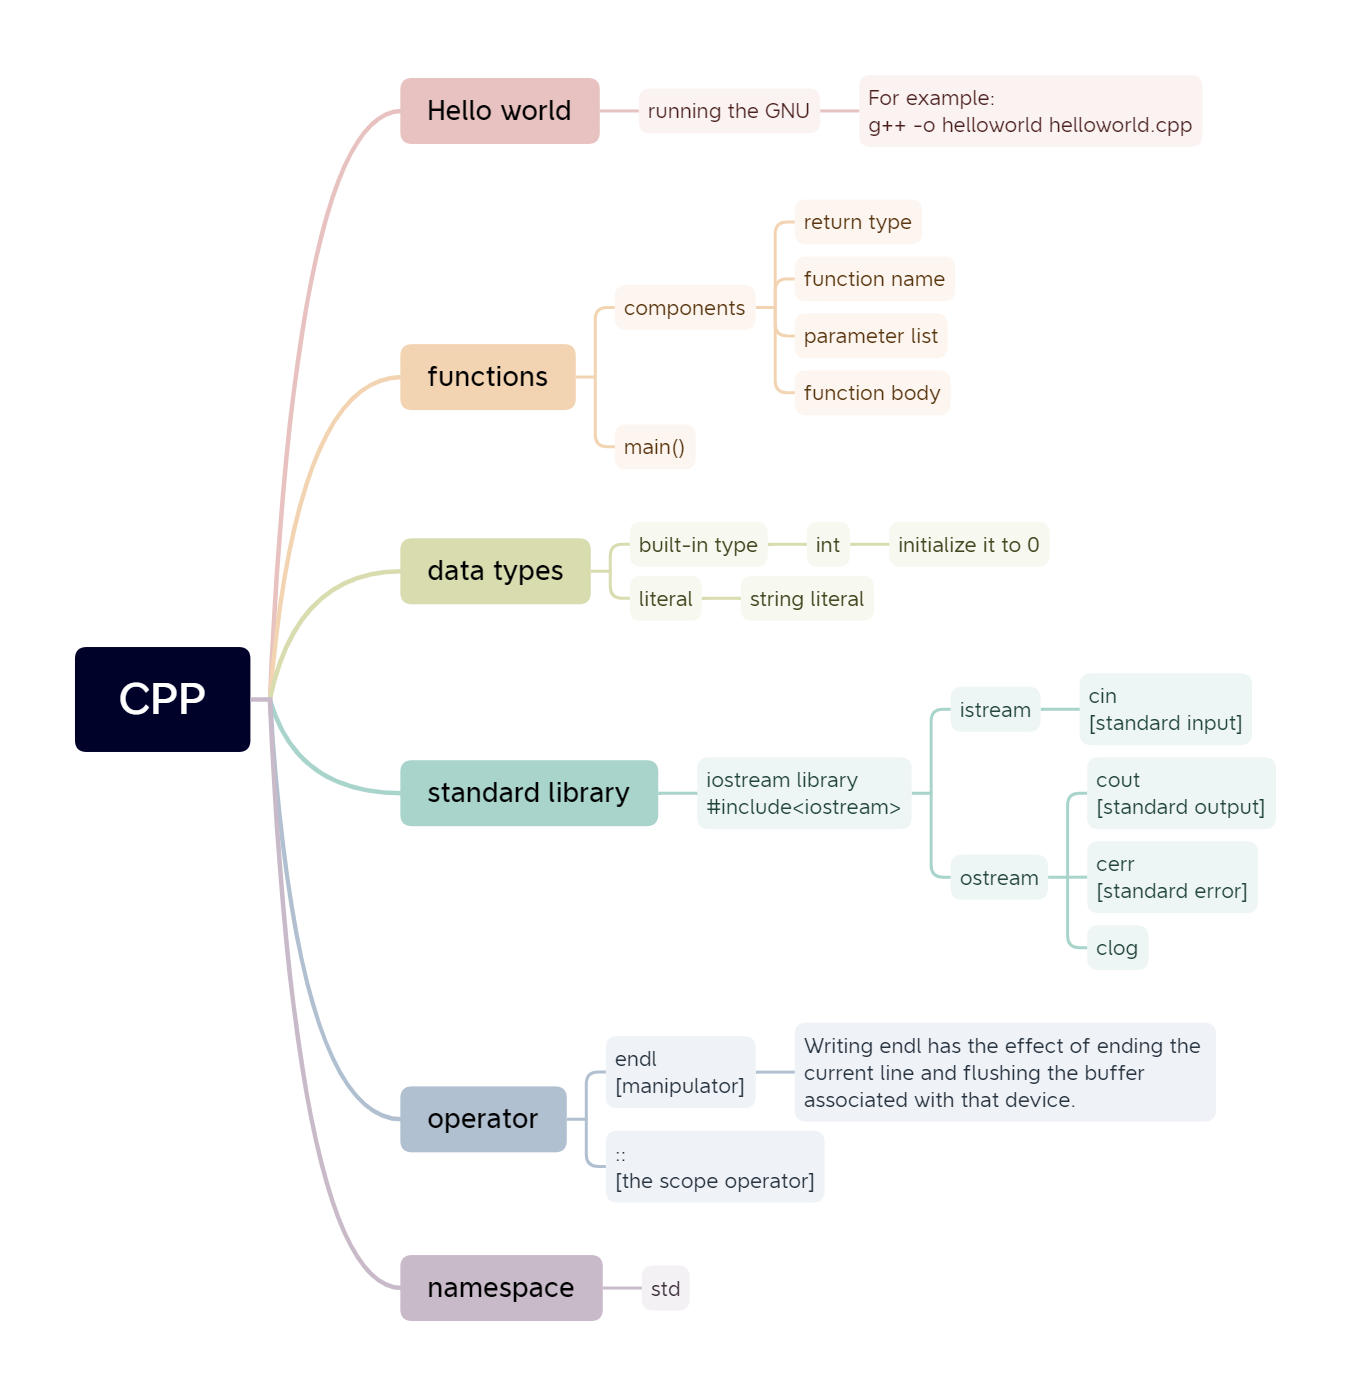 CPP
Hello world
running the GNU
For example:
g++ -o helloworld helloworld.cpp
functions
components
return type
function name
parameter list
function body
main()
data types
built-in type
int
initialize it to 0
literal
string literal
standard library
iostream library
#include<iostream>
istream
cin
[standard input]
ostream
cout
[standard output]
cerr
[standard error]
clog
operator
endl
[manipulator]
Writing endl has the effect of ending the
current line and flushing the buffer
associated with that device.
::
[the scope operator]
namespace
std